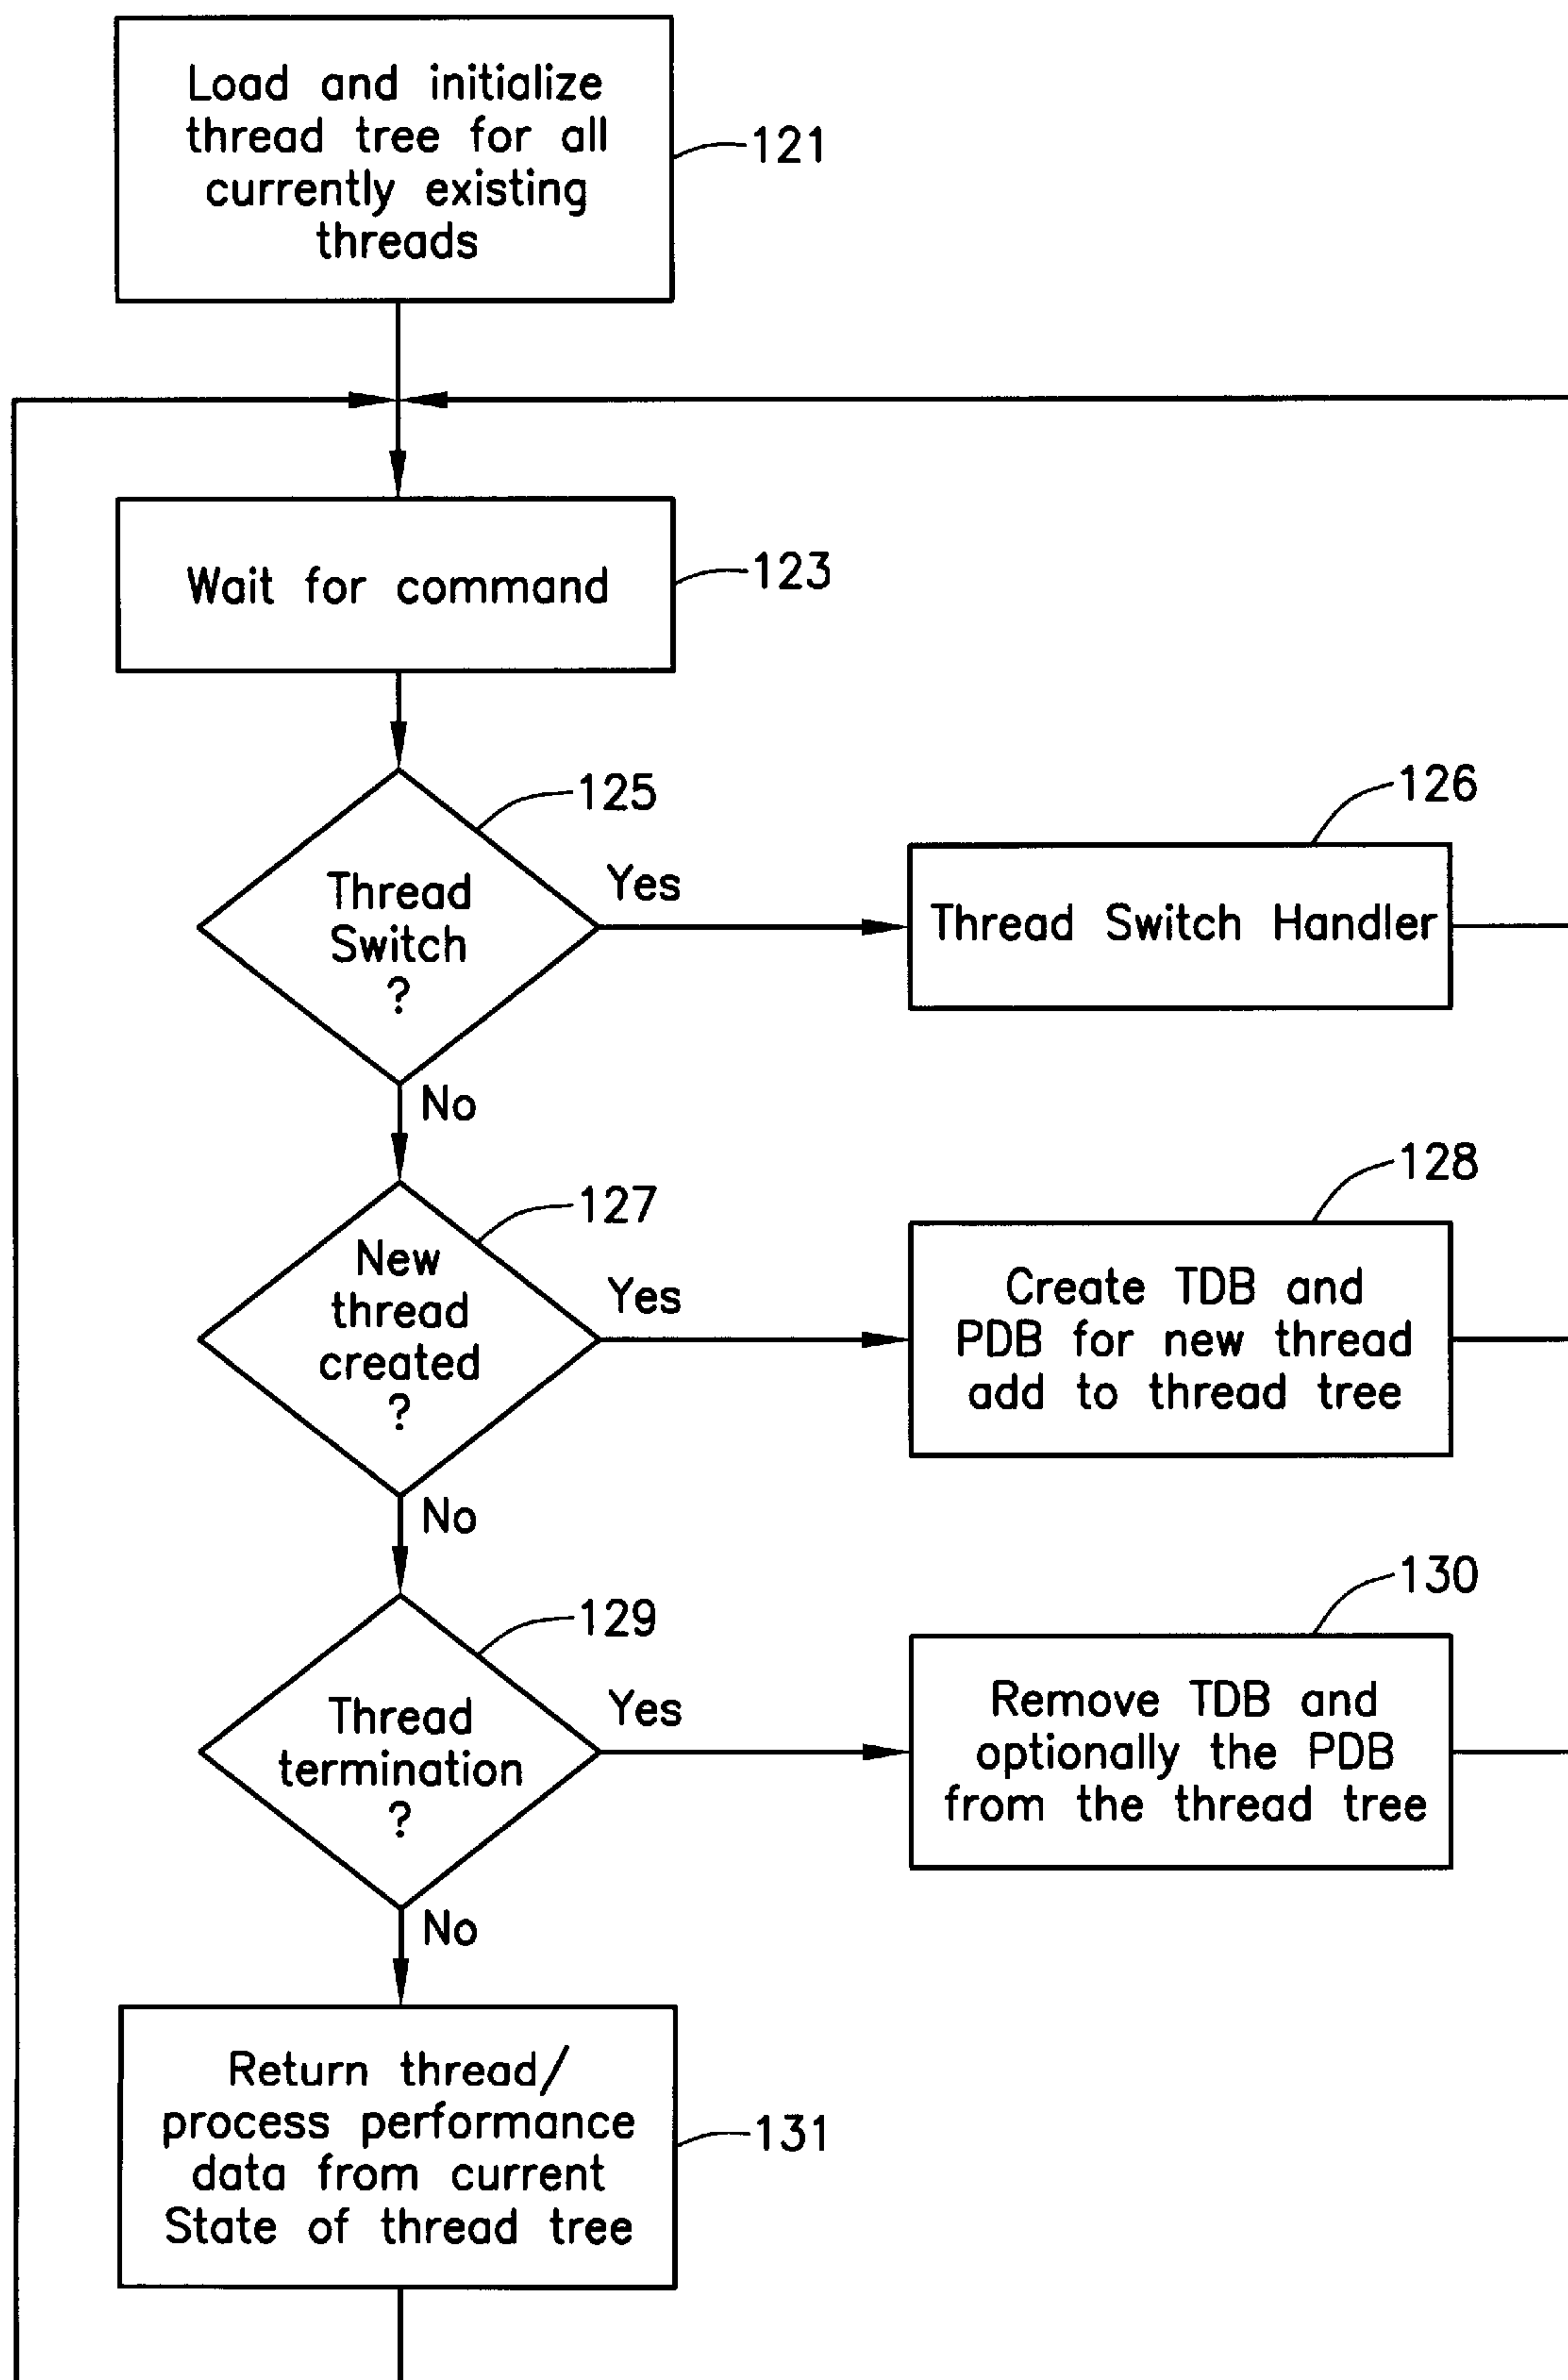 Load and initialize
thread tree for all
currently existing
threads
121
Wait for command
123
125
Thread
Switch
?
Yes
No
126
Thread Switch Handler
127
New
thread
created
?
Yes
No
128
Create TDB and
PDB for new thread
add to thread tree
129
Thread
termination
?
Yes
No
130
Remove TDB and
optionally the PDB
from the thread tree
Return thread/
process performance
data from current
State of thread tree
131